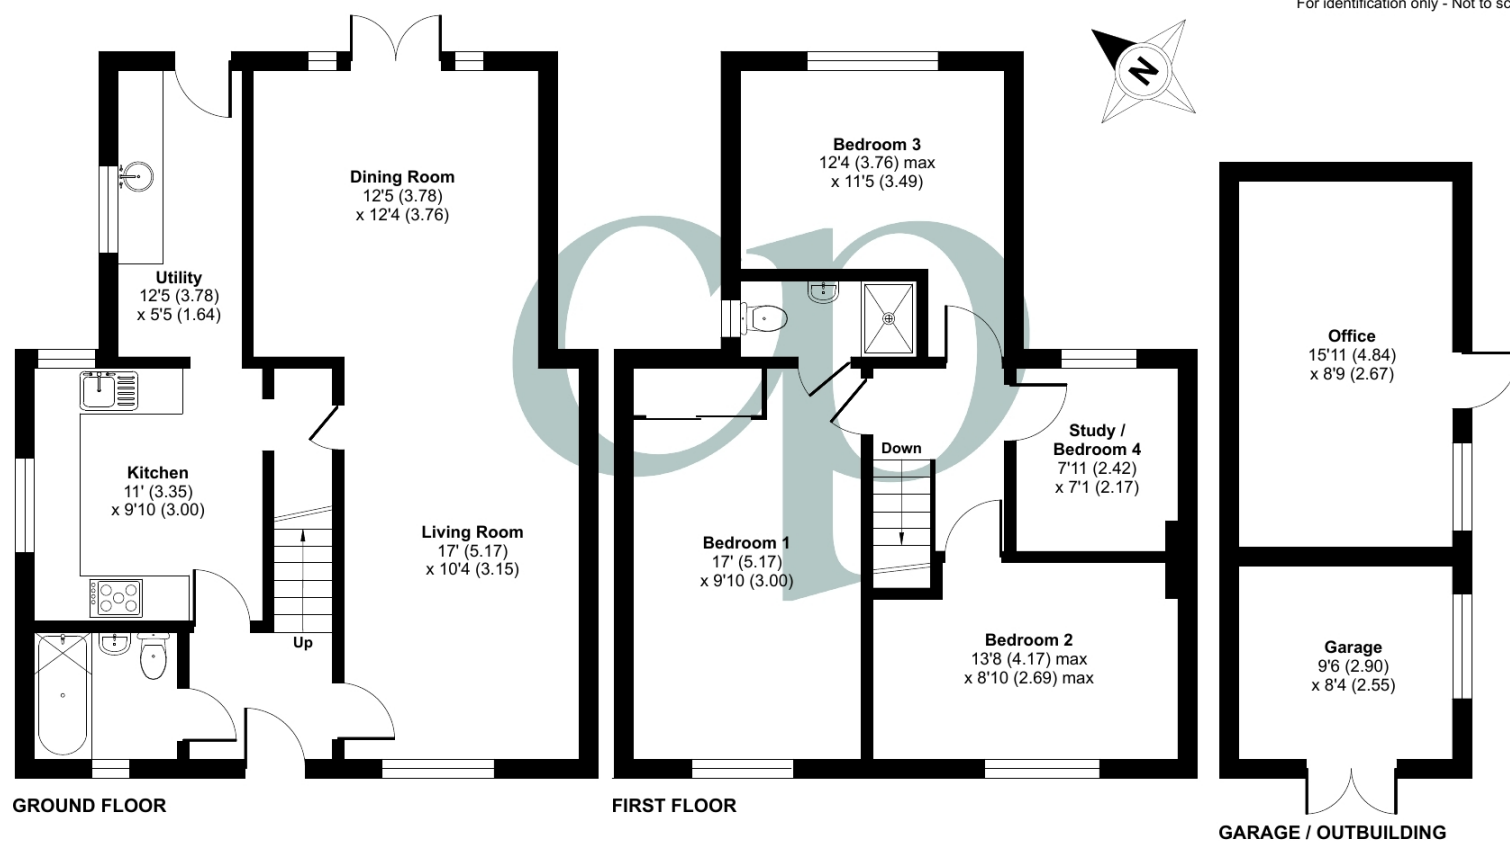 For identification only - Not to sc
N
Dining Room
12'5 (3.78)
x 12'4 (3.76)
Utility
12'5 (3.78)
x 5'5 (1.64)
Kitchen
11' (3.35)
x 9'10 (3.00)
Living Room
17' (5.17)
x 10'4 (3.15)
Up
GROUND FLOOR
Bedroom 3
12'4 (3.76) max
x 11'5 (3.49)
cp
Down
Study /
Bedroom 4
7'11 (2.42)
x 7'1 (2.17)
Bedroom 1
17' (5.17)
x 9'10 (3.00)
Bedroom 2
13'8 (4.17) max
x 8'10 (2.69) max
FIRST FLOOR
Office
15'11 (4.84)
x 8'9 (2.67)
Garage
9'6 (2.90)
x 8'4 (2.55)
GARAGE / OUTBUILDING